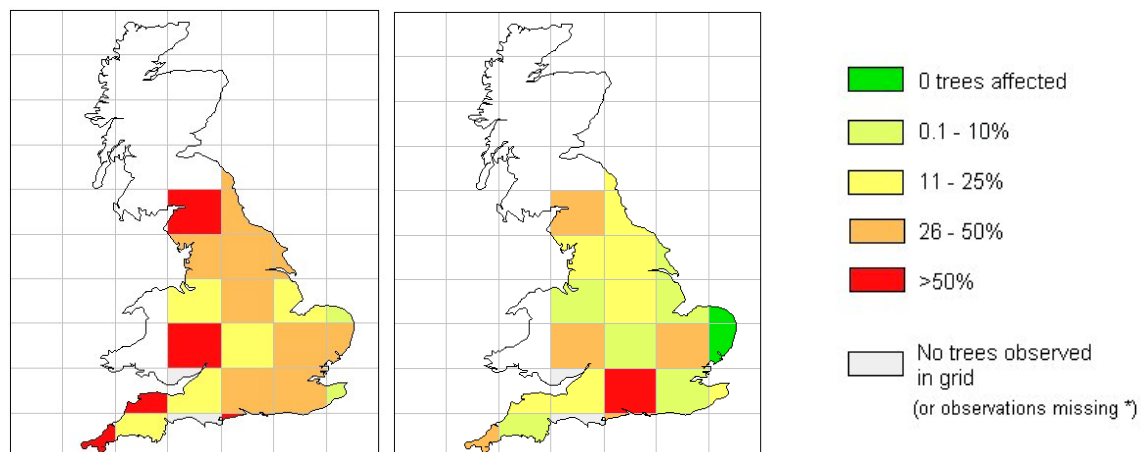 0 trees affected
0.1 - 10%
11 - 25%
26 - 50%
>50%
No trees observed
in grid
(or observations missing *)